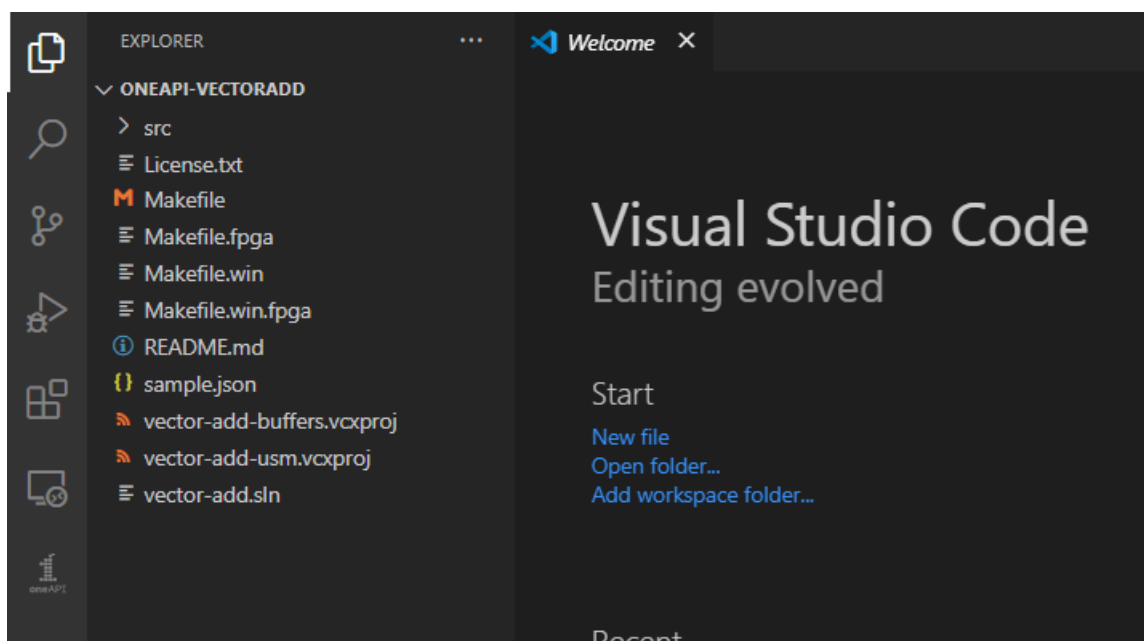 EXPLORER
Welcome
ONEAPI-VECTORADD
src
License.txt
Makefile
Makefile.fpga
Makefile.win
Makefile.win.fpga
README.md
sample.json
vector-add-buffers.vcxproj
vector-add-usm.vcxproj
vector-add.sln
oneAPI
Visual Studio Code
Editing evolved
Start
New file
Open folder...
Add workspace folder...
Recent